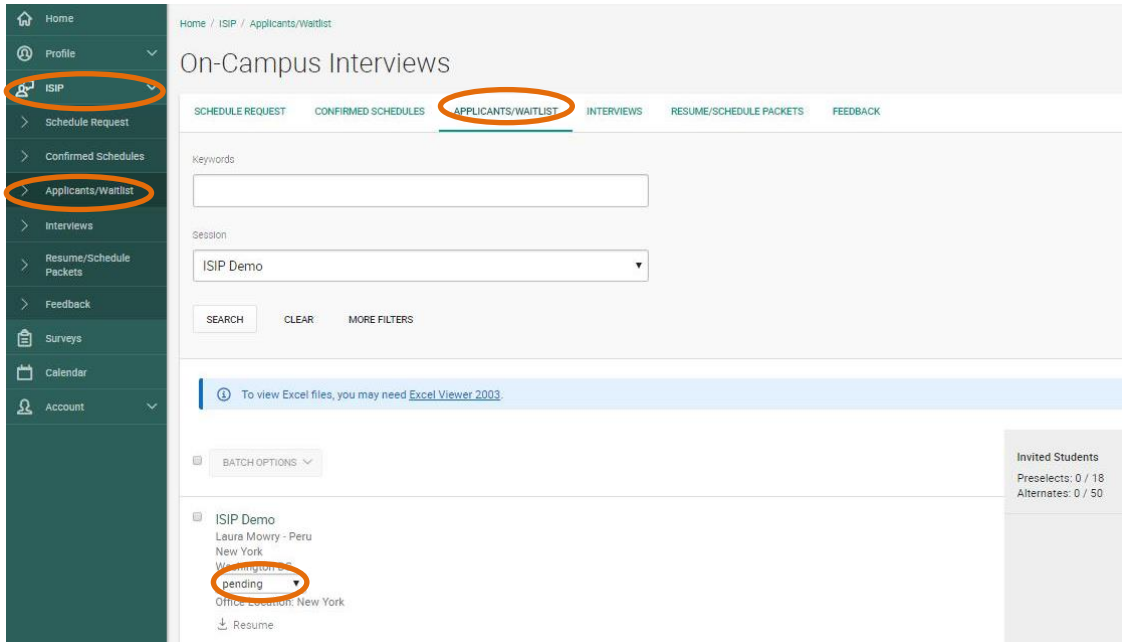 Home
Profile
ISIP
Schedule Request
Confirmed Schedules
Applicants/Waitlist
Interviews
Resume/Schedule
Packets
Feedback
Surveys
Calendar
Account
Home / ISIP / Applicants/Waitlist
On-Campus Interviews
SCHEDULE REQUEST CONFIRMED SCHEDULES APPLICANTS/WAITLIST INTERVIEWS RESUME/SCHEDULE PACKETS FEEDBACK
Keywords
Session
ISIP Demo
SEARCH CLEAR MORE FILTERS
To view Excel files, you may need Excel Viewer 2003.
BATCH OPTIONS
ISIP Demo
Laura Mowry - Peru
New York
Washington DC
pending
Office Location: New York
Resume
Invited Students
Preselects: 0 / 18
Alternates: 0 / 50